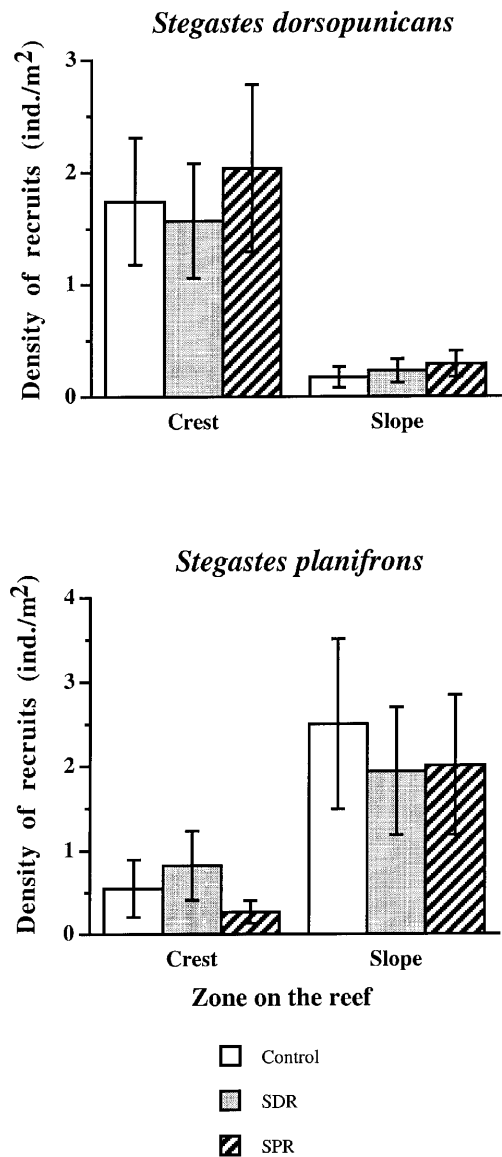 Stegastes dorsopunicans
Density of recruits (ind./m²)
3
2
1
0
Crest Slope
Stegastes planifrons
Density of recruits (ind./m²)
4
3
2
1
0
Crest Slope
Zone on the reef
Control
SDR
SPR